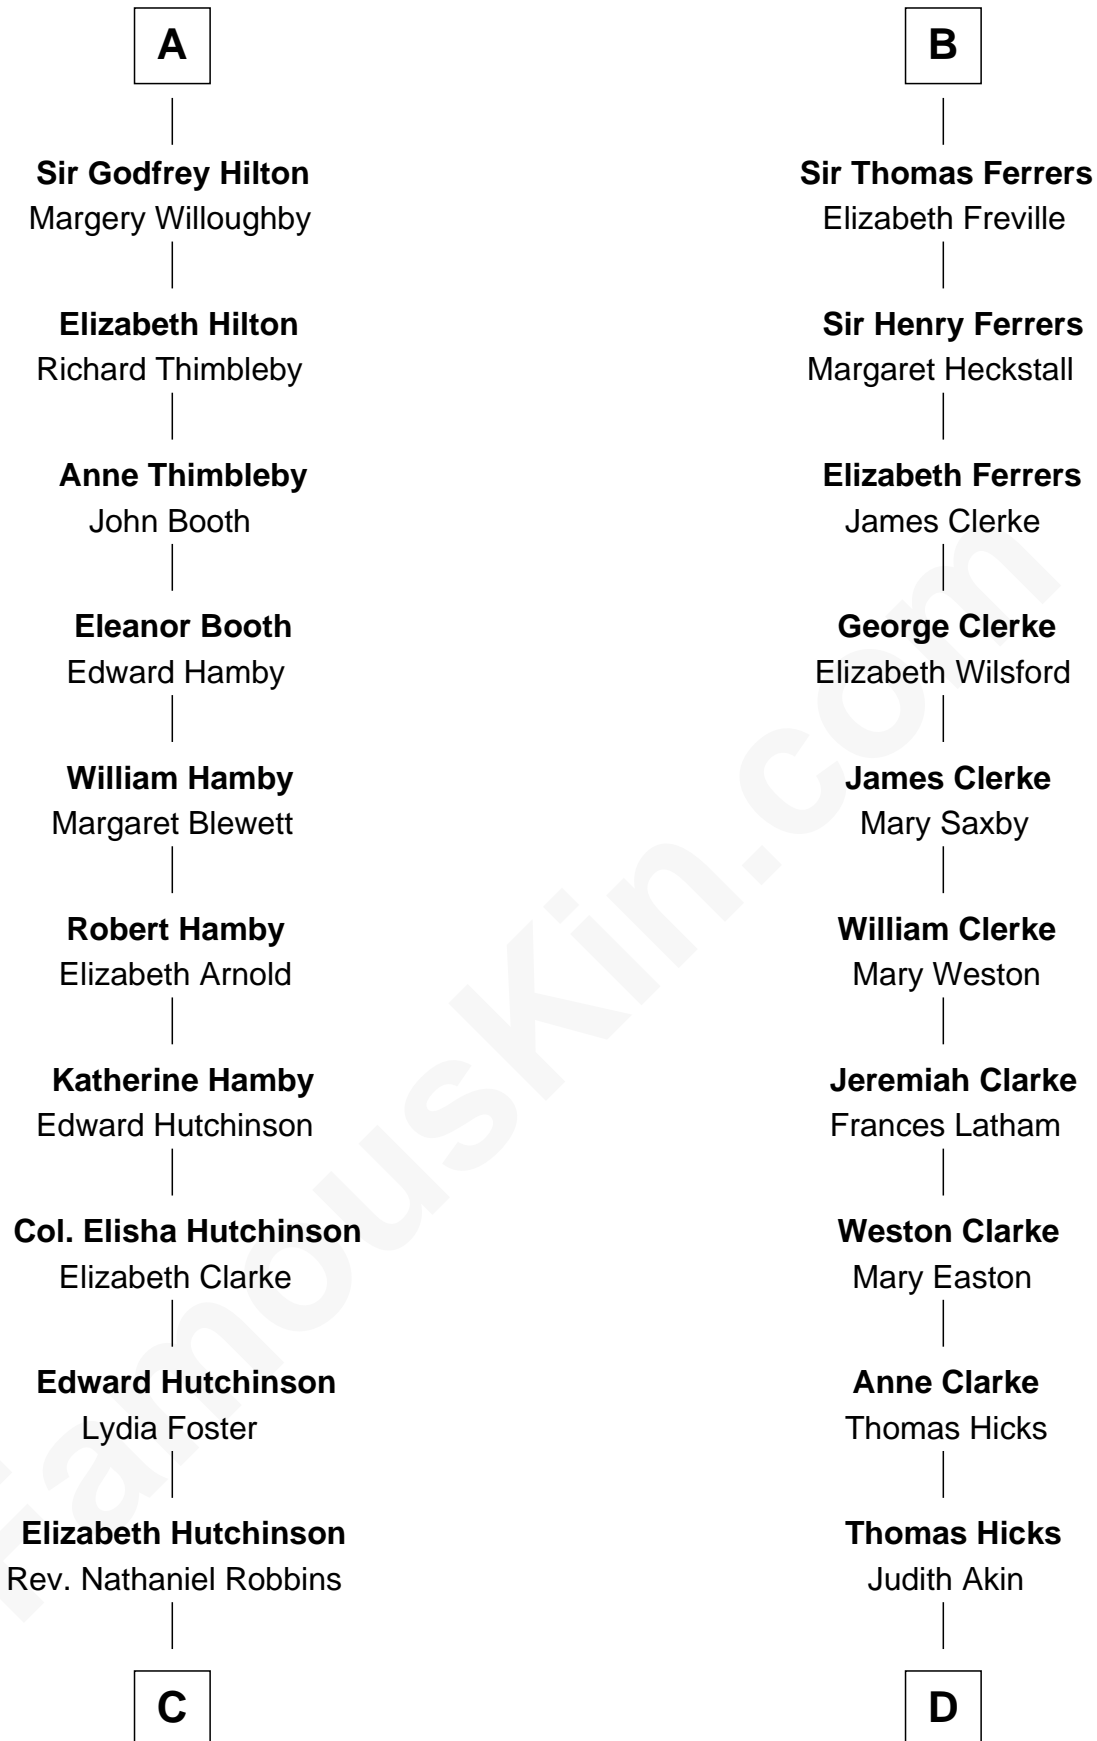 A
Sir Godfrey Hilton
Margery Willoughby
Elizabeth Hilton
Richard Thimbleby
Anne Thimbleby
John Booth
Eleanor Booth
Edward Hamby
William Hamby
Margaret Blewett
Robert Hamby
Elizabeth Arnold
Katherine Hamby
Edward Hutchinson
Col. Elisha Hutchinson
Elizabeth Clarke
Edward Hutchinson
Lydia Foster
Elizabeth Hutchinson
Rev. Nathaniel Robbins
C
B
Sir Thomas Ferrers
Elizabeth Freville
Sir Henry Ferrers
Margaret Heckstall
Elizabeth Ferrers
James Clerke
George Clerke
Elizabeth Wilsford
James Clerke
Mary Saxby
William Clerke
Mary Weston
Jeremiah Clarke
Frances Latham
Weston Clarke
Mary Easton
Anne Clarke
Thomas Hicks
Thomas Hicks
Judith Akin
D
FamousKin.com